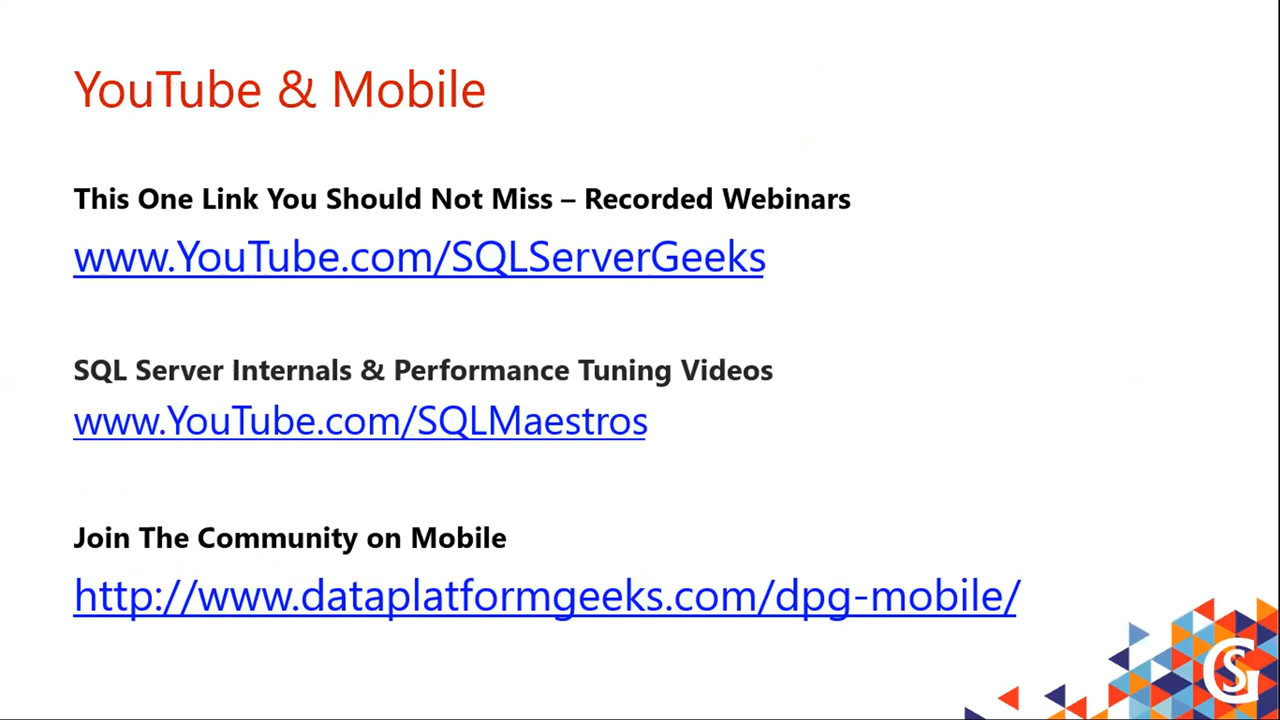 YouTube & Mobile
This One Link You Should Not Miss – Recorded Webinars
www.YouTube.com/SQLServerGeeks
SQL Server Internals & Performance Tuning Videos
www.YouTube.com/SQLMaestros
Join The Community on Mobile
http://www.dataplatformgeeks.com/dpg-mobile/
SG